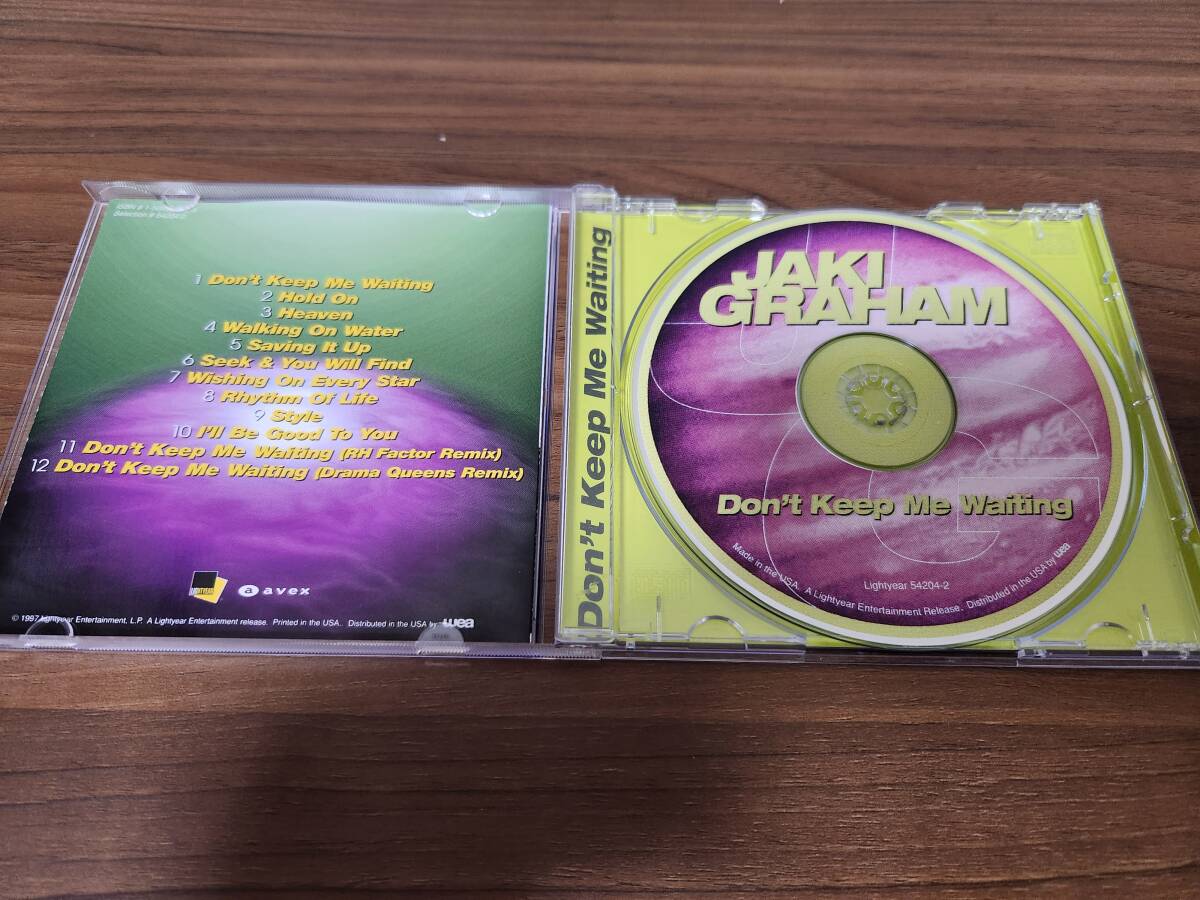 1 Don't Keep Me Waiting
2 Hold On
3 Heaven
4 Walking On Water
5 Saving It Up
6 Seek & You Will Find
7 Wishing On Every Star
8 Rhythm Of Life
9 Style
10 I'll Be Good To You
11 Don't Keep Me Waiting (RH Factor Remix)
12 Don't Keep Me Waiting (Drama Queens Remix)
LIGHTYEAR
a avex
© 1997 Lightyear Entertainment, L.P. A Lightyear Entertainment release. Printed in the USA. Distributed in the USA by wea
Don't Keep Me Waiting
JAKI
GRAHAM
Don't Keep Me Waiting
Lightyear 54204-2
Made in the USA. A Lightyear Entertainment Release. Distributed in the USA by wea